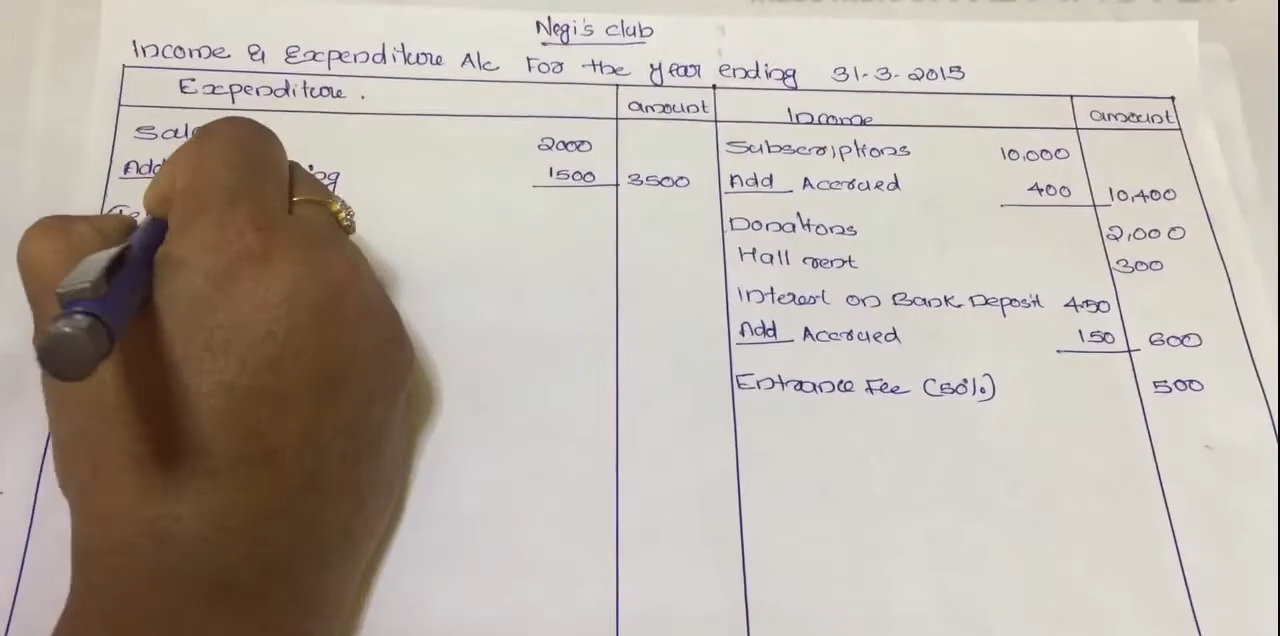 Negi's club
Income & Expenditure A/c For the year ending 31-3-2015
Expenditure. amount Income amount
2000 Subscriptions 10,000
Add 1500 3500 Add Accrued 400 10,400
Donations 2,000
Hall rent 300
Interest on Bank Deposit 450
Add Accrued 150 600
Entrance Fee (50%) 500